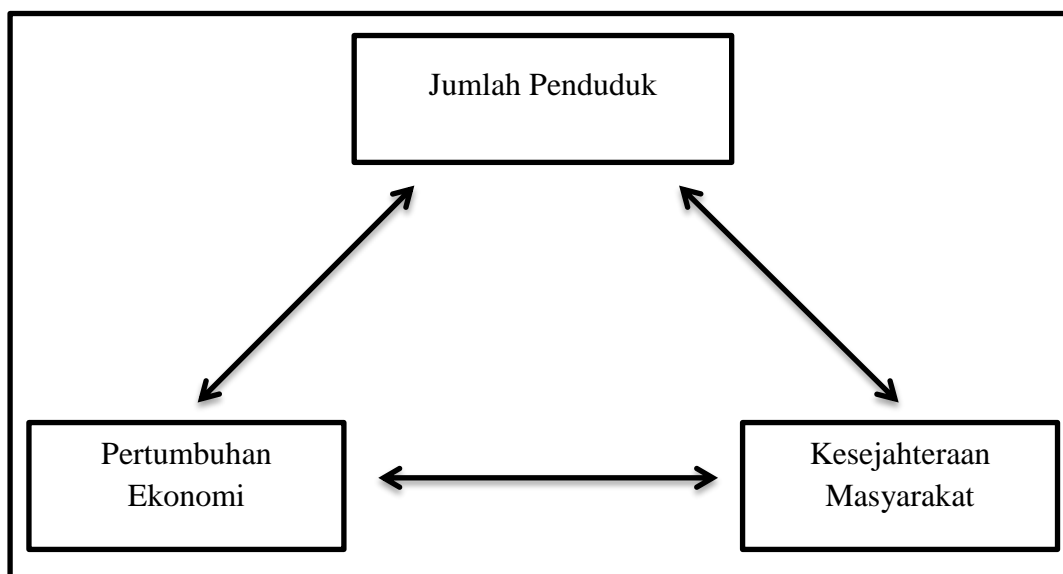 Jumlah Penduduk
Pertumbuhan
Ekonomi
Kesejahteraan
Masyarakat